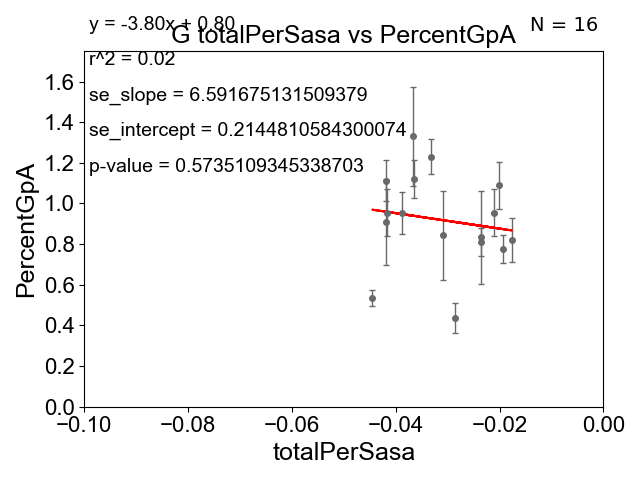 y = -3.80x + 0.80
N = 16
G totalPerSasa vs PercentGpA
r^2 = 0.02
se_slope = 6.591675131509379
se_intercept = 0.2144810584300074
p-value = 0.5735109345338703
PercentGpA
1.6
1.4
1.2
1.0
0.8
0.6
0.4
0.2
0.0
−0.10 −0.08 −0.06 −0.04 −0.02 0.00
totalPerSasa